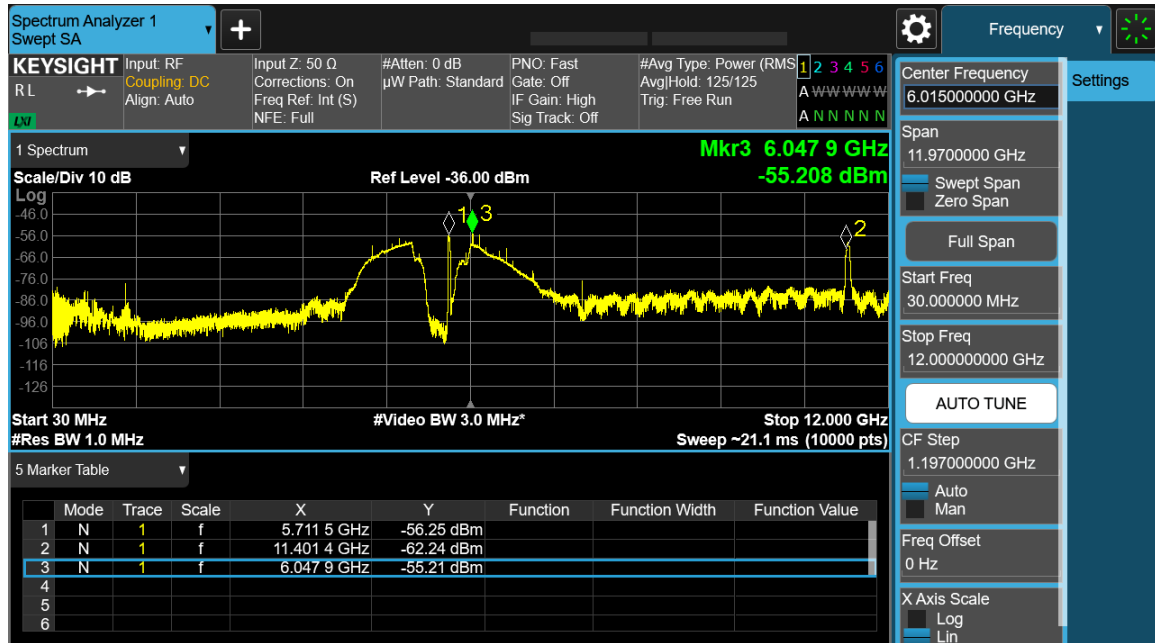 Spectrum Analyzer 1
Swept SA
Frequency
KEYSIGHT
R L
LXI
Input: RF
Coupling: DC
Align: Auto
Input Z: 50 Ω
Corrections: On
Freq Ref: Int (S)
NFE: Full
#Atten: 0 dB
µW Path: Standard
PNO: Fast
Gate: Off
IF Gain: High
Sig Track: Off
#Avg Type: Power (RMS
Avg|Hold: 125/125
Trig: Free Run
1 2 3 4 5 6
A W W W W W
A N N N N N
1 Spectrum
Scale/Div 10 dB
Ref Level -36.00 dBm
Mkr3 6.047 9 GHz
-55.208 dBm
Log
-46.0
-56.0
-66.0
-76.0
-86.0
-96.0
-106
-116
-126
1
3
2
Start 30 MHz
#Video BW 3.0 MHz*
Stop 12.000 GHz
#Res BW 1.0 MHz
Sweep ~21.1 ms (10000 pts)
5 Marker Table
Mode Trace Scale X Y Function Function Width Function Value
1 N 1 f 5.711 5 GHz -56.25 dBm
2 N 1 f 11.401 4 GHz -62.24 dBm
3 N 1 f 6.047 9 GHz -55.21 dBm
4
5
6
Center Frequency
6.015000000 GHz
Span
11.9700000 GHz
Swept Span
Zero Span
Full Span
Start Freq
30.000000 MHz
Stop Freq
12.000000000 GHz
AUTO TUNE
CF Step
1.197000000 GHz
Auto
Man
Freq Offset
0 Hz
X Axis Scale
Log
Lin
Settings